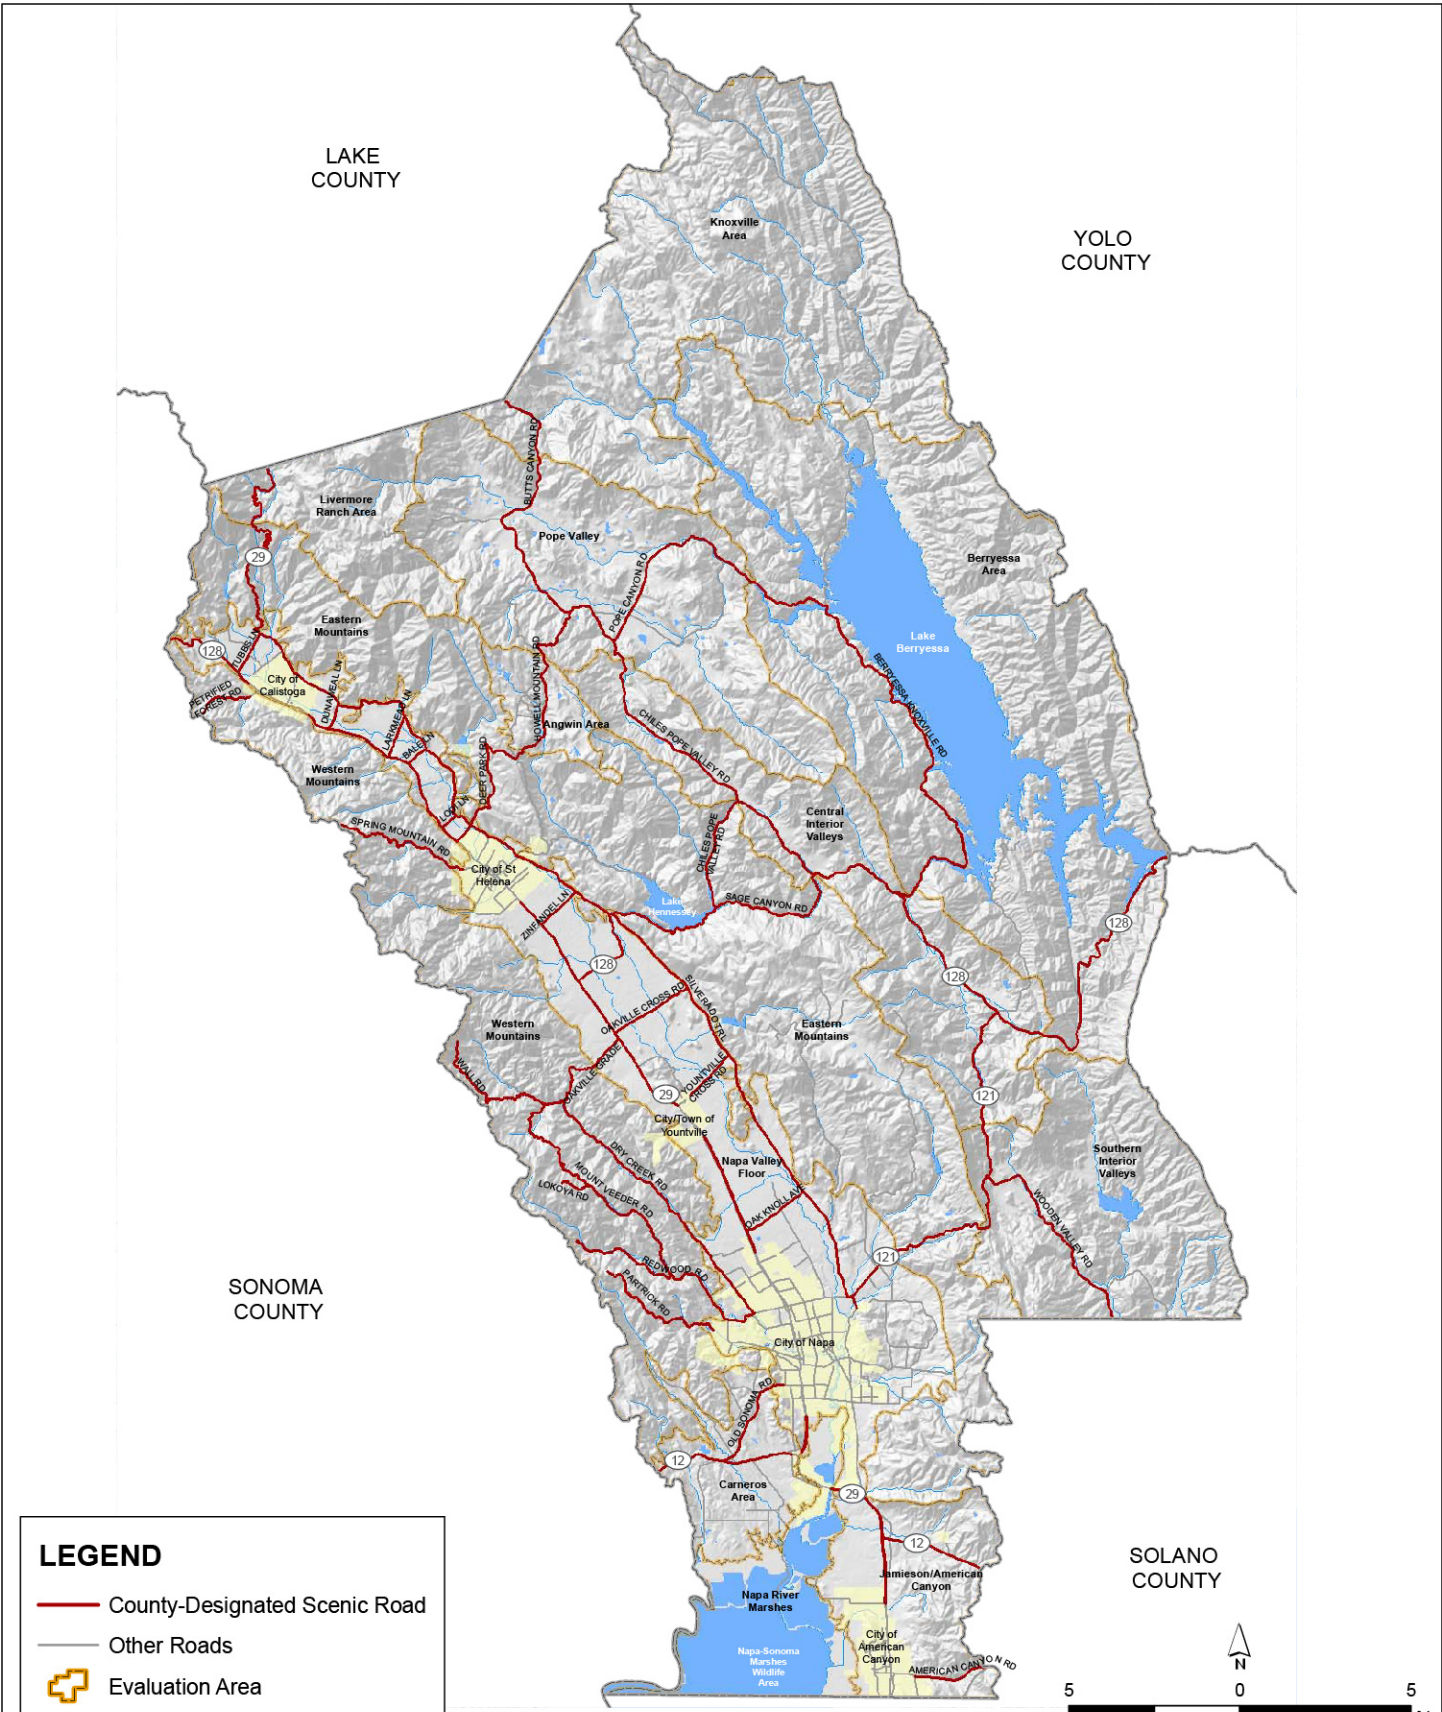 LAKE
COUNTY
YOLO
COUNTY
Knoxville
Area
BUTTS CANYON RD
Livermore
Ranch Area
Pope Valley
29
Berryessa
Area
POPE CANYON RD
Eastern
Mountains
Lake
Berryessa
128
TUBBS LN
HOWELL MOUNTAIN RD
BERRYESSA KNOXVILLE RD
City of
Calistoga
PETRIFIED
FOREST RD
DUNAWEAL LN
LARKMEAD LN
Angwin Area
CHILES POPE VALLEY RD
BALE LN
DEER PARK RD
Western
Mountains
LODI LN
Central
Interior
Valleys
SPRING MOUNTAIN RD
CHILES POPE
VALLEY RD
City of St
Helena
ZINFANDEL LN
Lake
Hennessey
SAGE CANYON RD
128
128
128
SILVERADO TRL
OAKVILLE CROSS RD
Western
Mountains
Eastern
Mountains
WALL RD
OAKVILLE GRADE
YOUNTVILLE
CROSS RD
29
121
City/Town of
Yountville
DRY CREEK RD
Napa Valley
Floor
Southern
Interior
Valleys
MOUNT VEEDER RD
LOKOYA RD
OAK KNOLL AVE
WOODEN VALLEY RD
121
REDWOOD RD
PARTRICK RD
SONOMA
COUNTY
City of Napa
OLD SONOMA RD
12
Carneros
Area
29
12
Jamieson/American
Canyon
SOLANO
COUNTY
Napa River
Marshes
City of
American
Canyon
Napa-Sonoma
Marshes
Wildlife
Area
AMERICAN CANYON RD
LEGEND
County-Designated Scenic Road
Other Roads
Evaluation Area
N
5 0 5